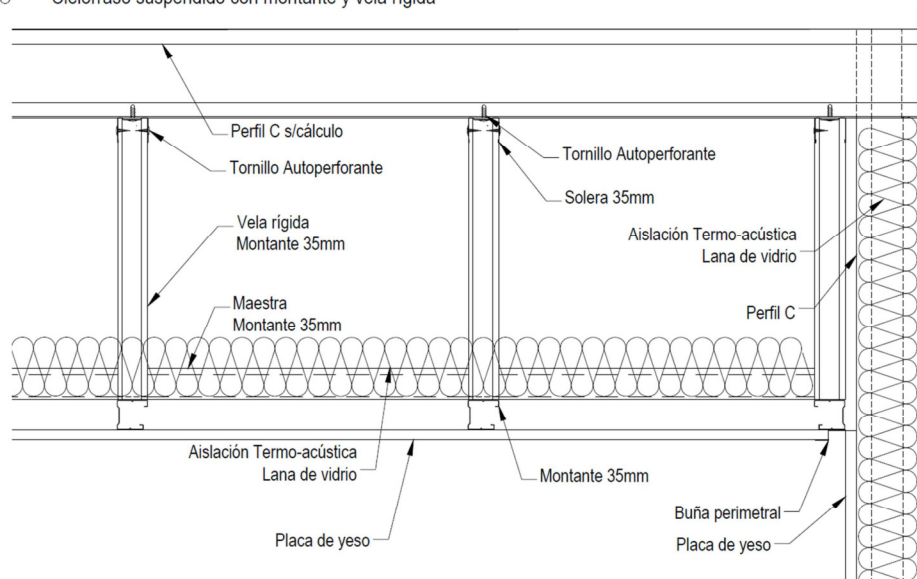 Cielorraso suspendido con montante y vela rígida
Perfil C s/cálculo
Tornillo Autoperforante
Tornillo Autoperforante
Solera 35mm
Vela rígida
Montante 35mm
Aislación Termo-acústica
Lana de vidrio
Maestra
Montante 35mm
Perfil C
Aislación Termo-acústica
Lana de vidrio
Montante 35mm
Buña perimetral
Placa de yeso
Placa de yeso